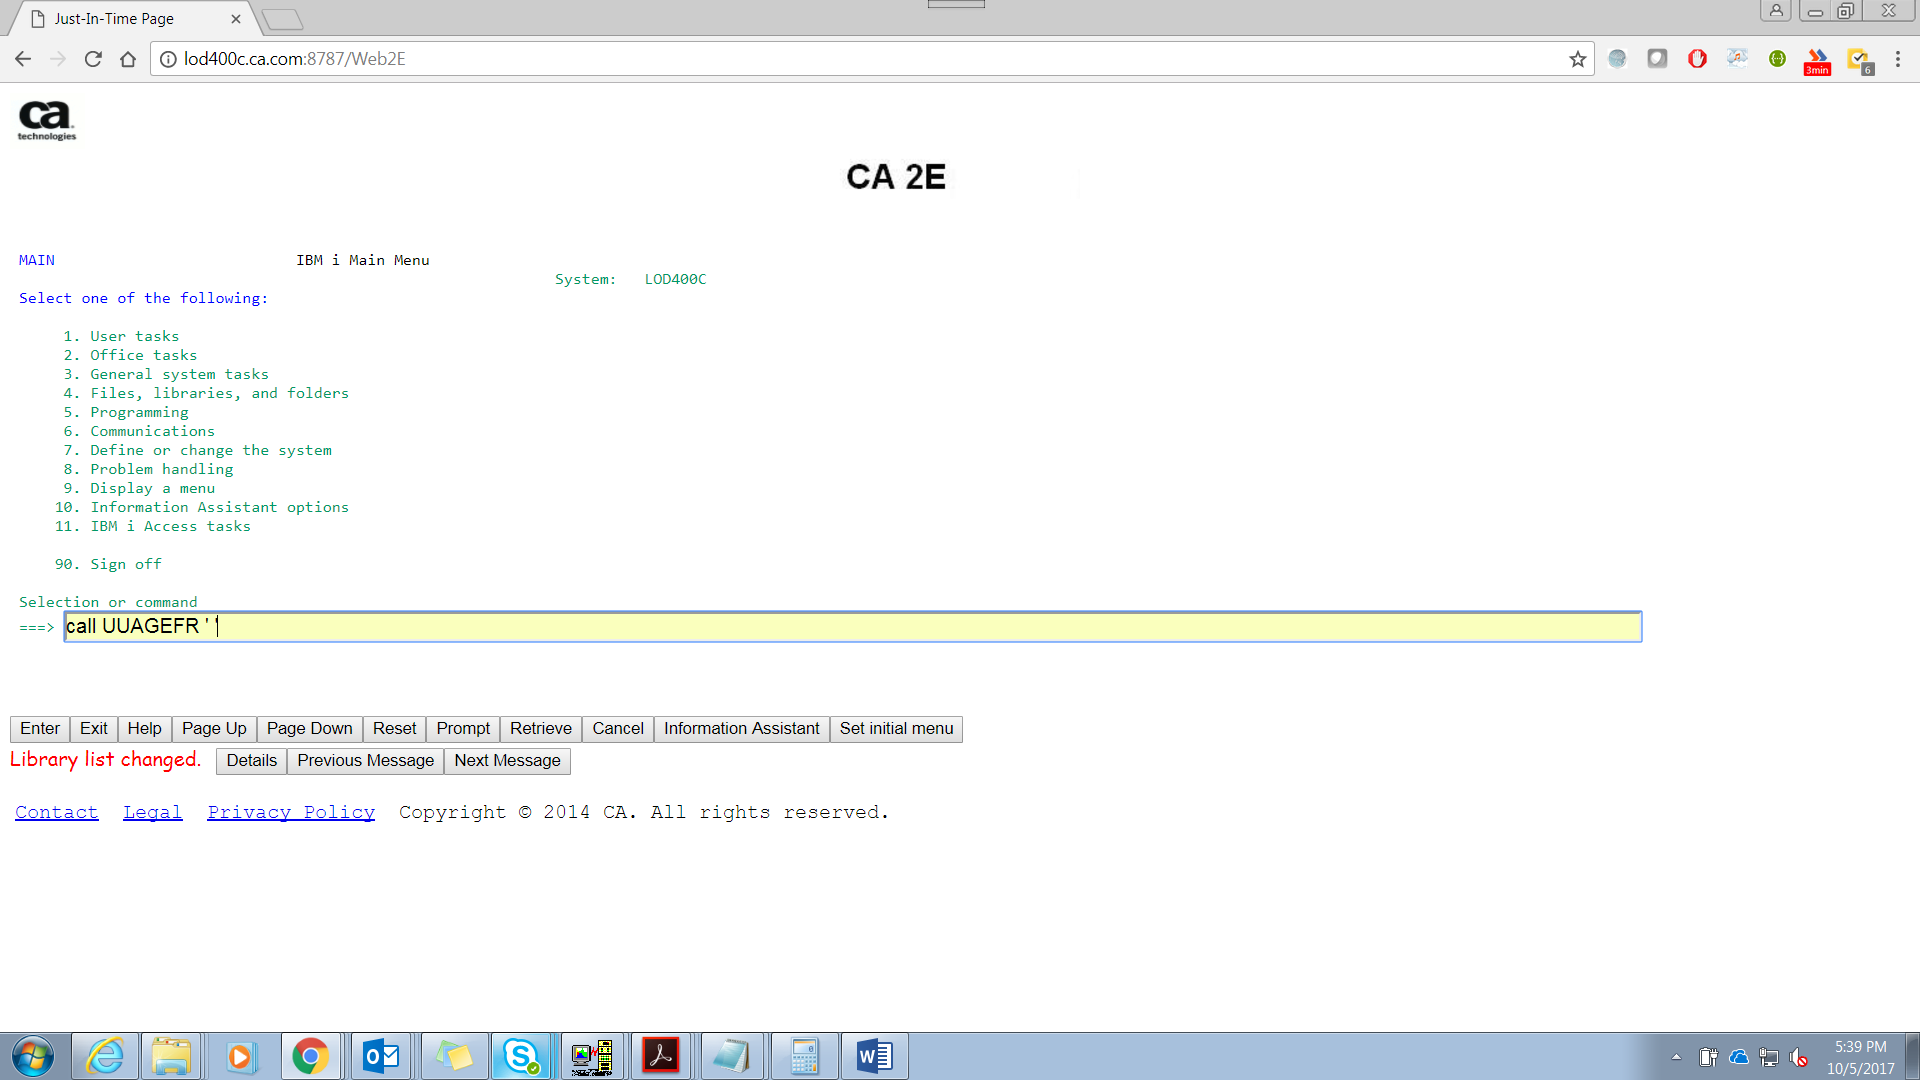 Just-In-Time Page
lod400c.ca.com:8787/Web2E
3min
6
ca
technologies
CA 2E
MAIN IBM i Main Menu
System: LOD400C
Select one of the following:
1. User tasks
2. Office tasks
3. General system tasks
4. Files, libraries, and folders
5. Programming
6. Communications
7. Define or change the system
8. Problem handling
9. Display a menu
10. Information Assistant options
11. IBM i Access tasks
90. Sign off
Selection or command
===> call UUAGEFR ' '
Enter Exit Help Page Up Page Down Reset Prompt Retrieve Cancel Information Assistant Set initial menu
Library list changed. Details Previous Message Next Message
Contact Legal Privacy Policy Copyright © 2014 CA. All rights reserved.
5:39 PM
10/5/2017